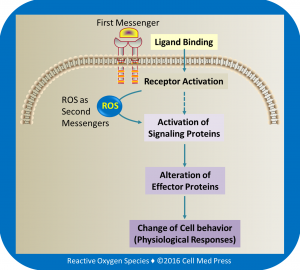 First Messenger
Ligand Binding
Receptor Activation
ROS as
Second
Messengers
ROS
Activation of
Signaling Proteins
Alteration of
Effector Proteins
Change of Cell behavior
(Physiological Responses)
Reactive Oxygen Species ♦ ©2016 Cell Med Press